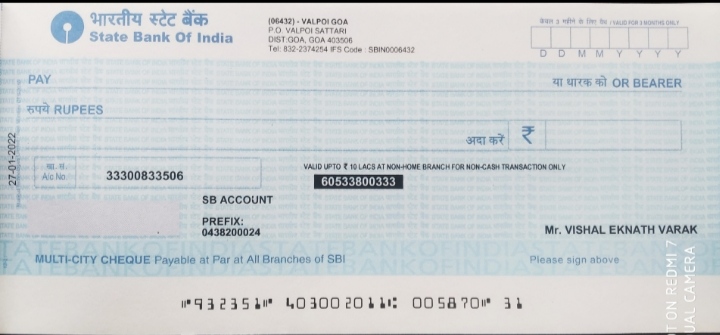 भारतीय स्टेट बैंक
State Bank Of India
(06432) - VALPOI GOA
P.O. VALPOI SATTARI
DIST:GOA, GOA 403506
Tel: 832-2374254 IFS Code : SBIN0006432
केवल 3 महीने के लिए वैध / VALID FOR 3 MONTHS ONLY
D D M M Y Y Y Y
PAY
या धारक को OR BEARER
रुपये RUPEES
अदा करें ₹
27-01-2022
खा. सं.
A/c No.
33300833506
VALID UPTO ₹ 10 LACS AT NON-HOME BRANCH FOR NON-CASH TRANSACTION ONLY
60533800333
SB ACCOUNT
PREFIX:
0438200024
Mr. VISHAL EKNATH VARAK
MULTI-CITY CHEQUE Payable at Par at All Branches of SBI
Please sign above
⑈932351⑈ 403002011⑆ 005870⑈ 31
T ON REDMI 7
UAL CAMERA